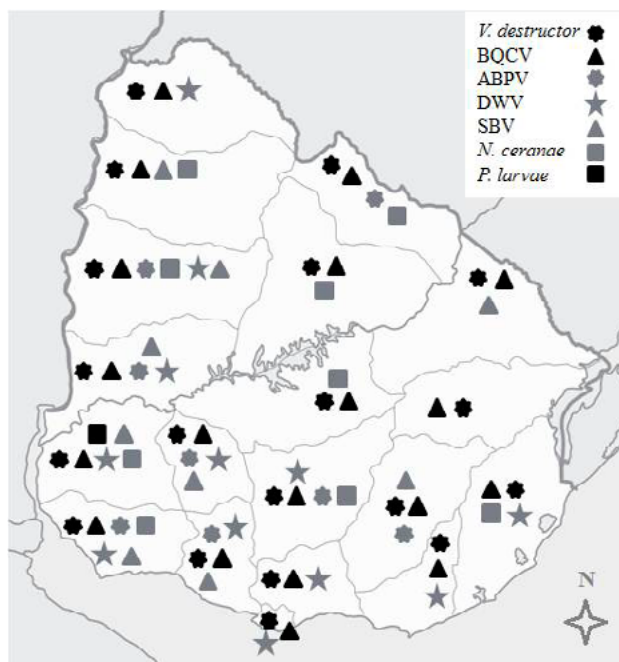 V. destructor
BQCV
ABPV
DWV
SBV
N. ceranae
P. larvae
N